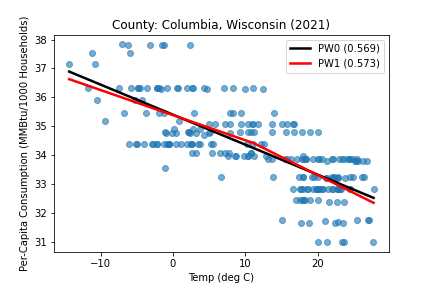 County: Columbia, Wisconsin (2021)
Per-Capita Consumption (MMBtu/1000 Households)
38
37
36
35
34
33
32
31
PW0 (0.569)
PW1 (0.573)
−10 0 10 20
Temp (deg C)